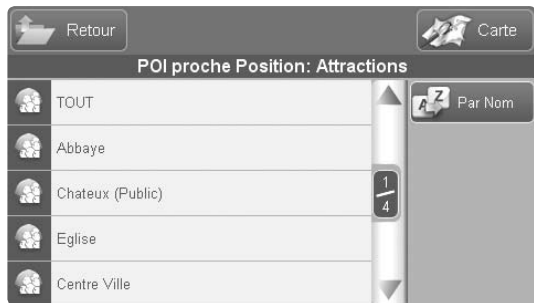 Retour
Carte
POI proche Position: Attractions
TOUT
A Z Par Nom
Abbaye
Chateux (Public)
1
4
Eglise
Centre Ville